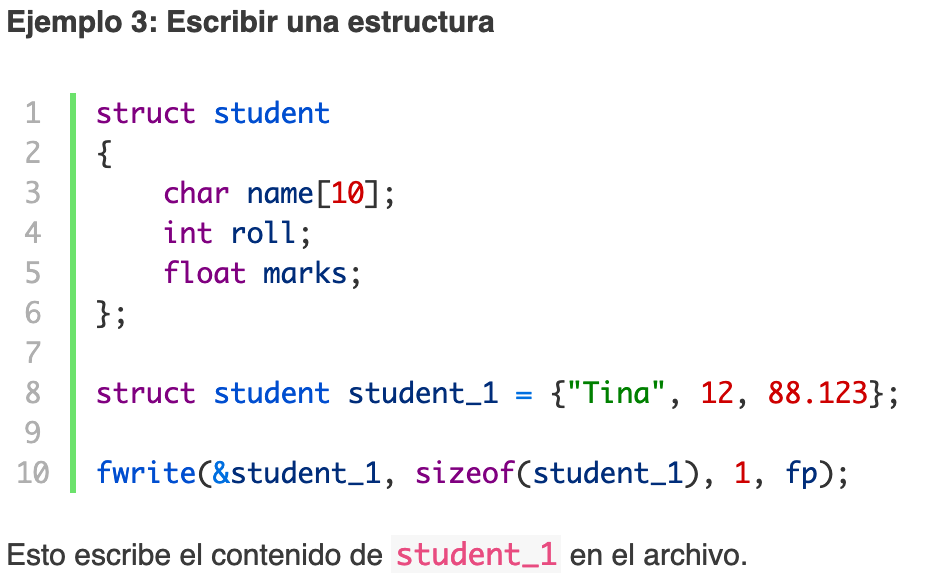 Ejemplo 3: Escribir una estructura
1 struct student
2 {
3     char name[10];
4     int roll;
5     float marks;
6 };
7
8 struct student student_1 = {"Tina", 12, 88.123};
9
10 fwrite(&student_1, sizeof(student_1), 1, fp);
Esto escribe el contenido de student_1 en el archivo.